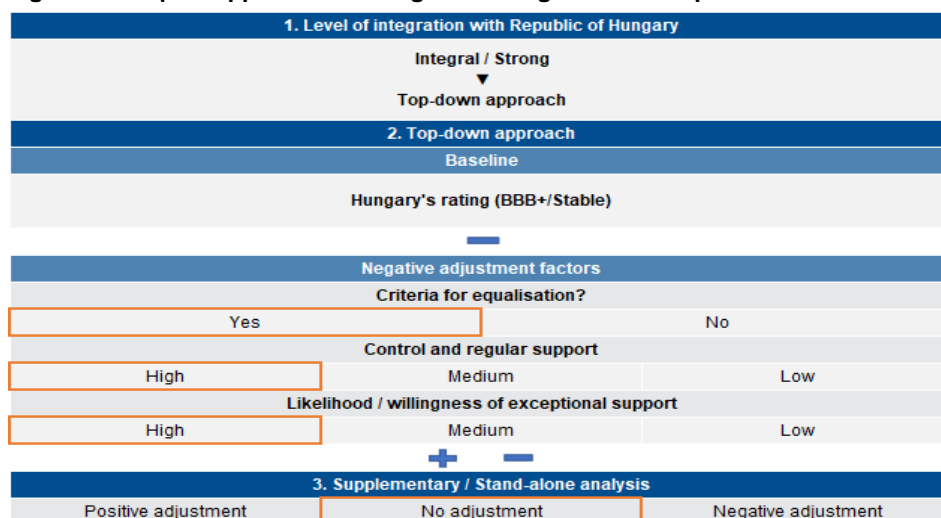 1. Level of integration with Republic of Hungary
Integral / Strong
▼
Top-down approach
2. Top-down approach
Baseline
Hungary's rating (BBB+/Stable)
Negative adjustment factors
Criteria for equalisation?
Yes No
Control and regular support
High Medium Low
Likelihood / willingness of exceptional support
High Medium Low
3. Supplementary / Stand-alone analysis
Positive adjustment No adjustment Negative adjustment